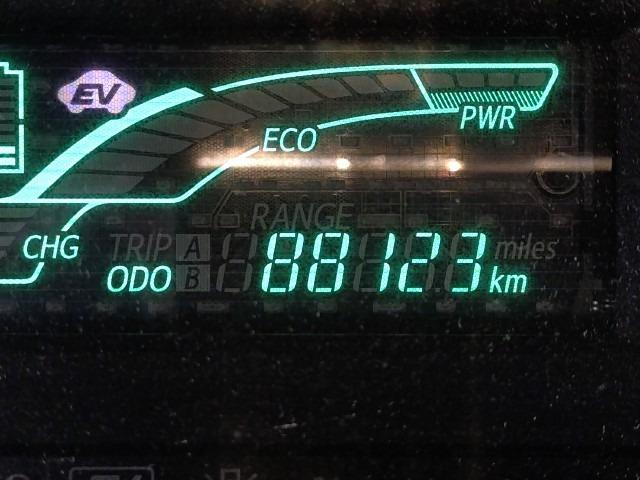 EV
ECO
PWR
RANGE
CHG
TRIP A
miles
ODO B 88123 km